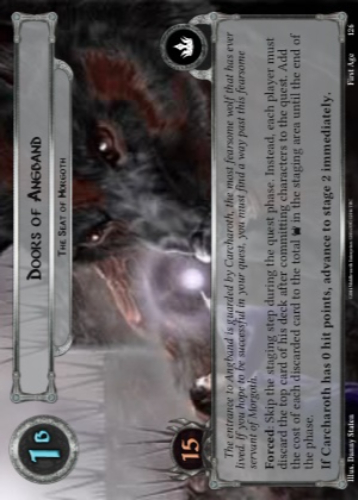 1B
DOORS OF ANGBAND
THE SEAT OF MORGOTH
15
The entrance to Angband is guarded by Carcharoth, the most fearsome wolf that has ever
lived. If you hope to be successful in your quest, you must find a way past this fearsome
servant of Morgoth.
Forced: Skip the staging step during the quest phase. Instead, each player must
discard the top card of his deck after committing characters to the quest. Add
the cost of each discarded card to the total in the staging area until the end of
the phase.
If Carcharoth has 0 hit points, advance to stage 2 immediately.
Illus. Danny Stalen
First Age 126